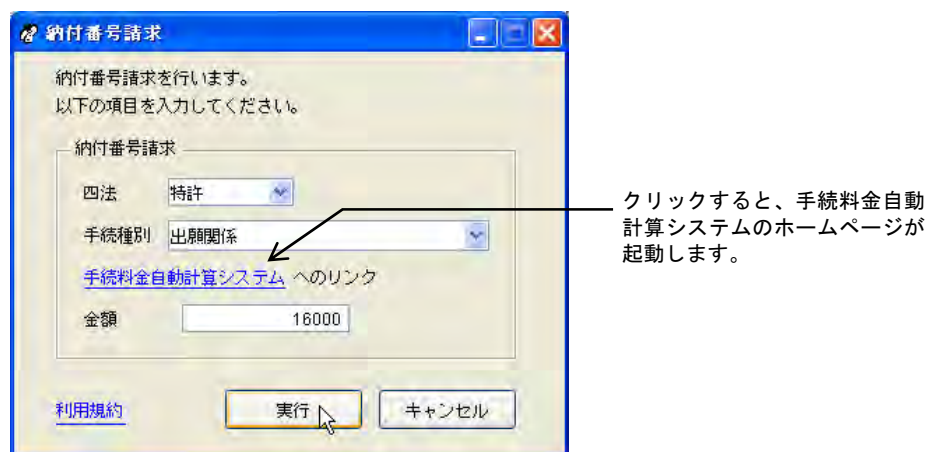 納付番号請求
納付番号請求を行います。
以下の項目を入力してください。
納付番号請求
四法 特許
手続種別 出願関係
手続料金自動計算システム へのリンク
金額 16000
利用規約 実行 キャンセル
クリックすると、手続料金自動
計算システムのホームページが
起動します。